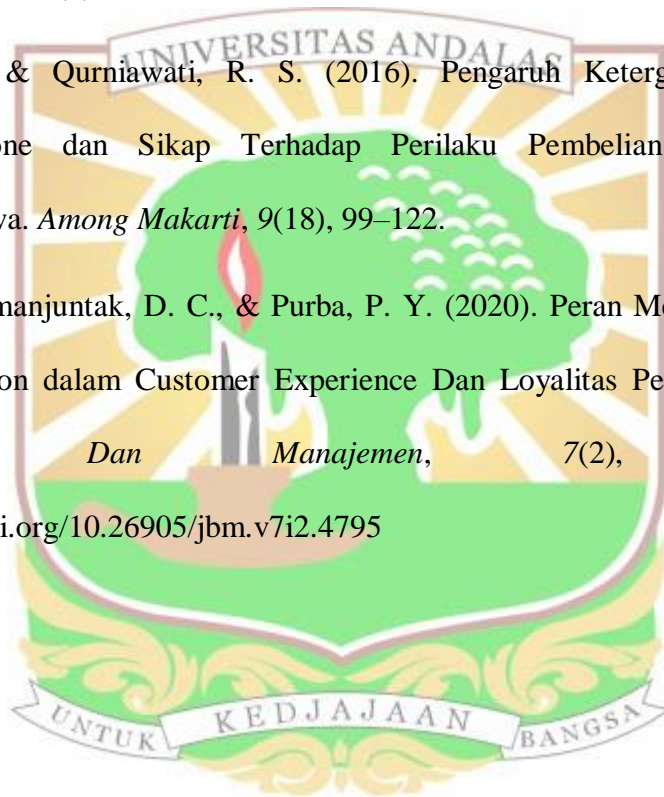 UNIVERSITAS ANDALAS
& Qurniawati, R. S. (2016). Pengaruh Keterg
one dan Sikap Terhadap Perilaku Pembelian
ya. Among Makarti, 9(18), 99–122.
manjuntak, D. C., & Purba, P. Y. (2020). Peran Me
on dalam Customer Experience Dan Loyalitas Pe
Dan Manajemen, 7(2),
i.org/10.26905/jbm.v7i2.4795
UNTUK KEDJAJAAN BANGSA